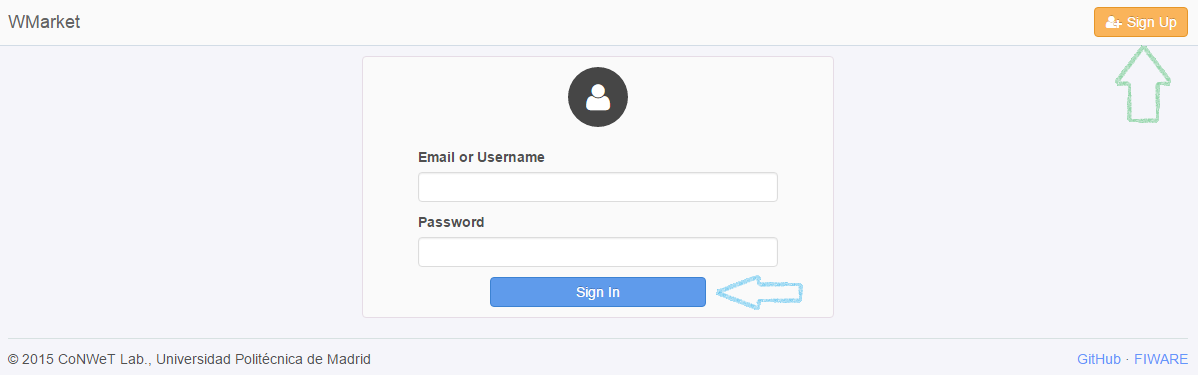 WMarket
Sign Up
Email or Username
Password
Sign In
© 2015 CoNWeT Lab., Universidad Politécnica de Madrid
GitHub · FIWARE